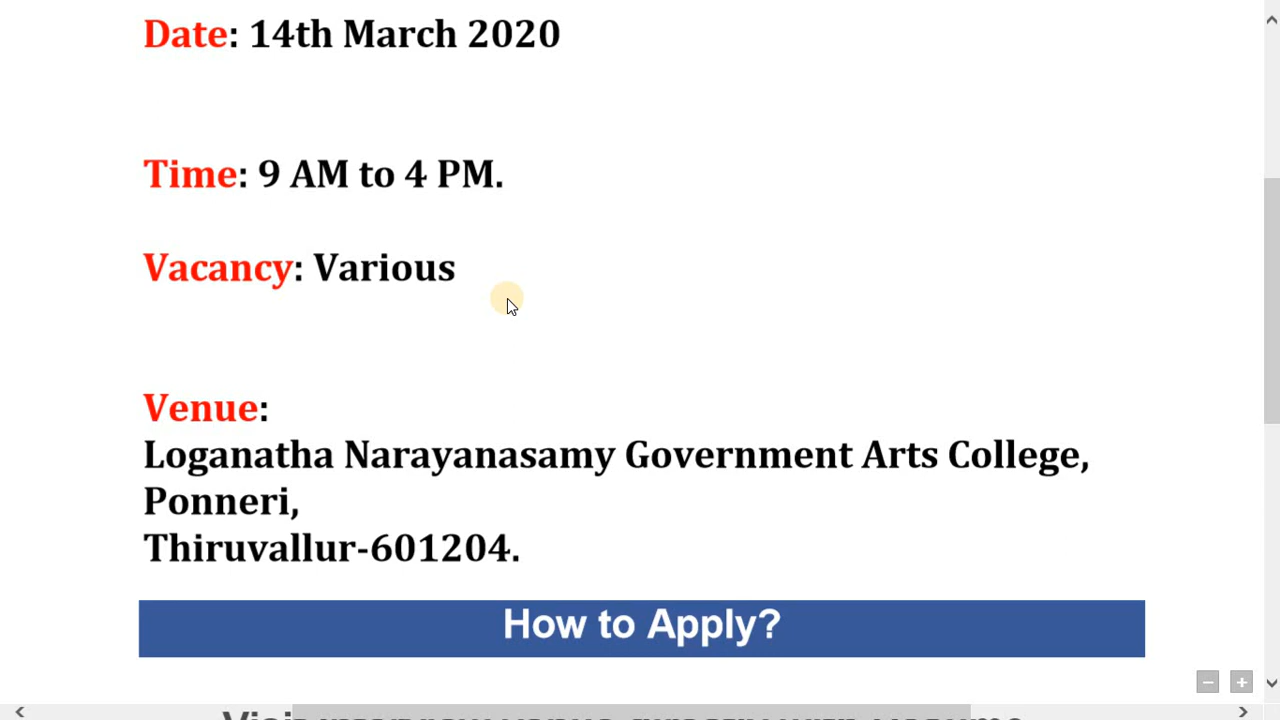 Date: 14th March 2020
Time: 9 AM to 4 PM.
Vacancy: Various
Venue:
Loganatha Narayanasamy Government Arts College,
Ponneri,
Thiruvallur-601204.
How to Apply?